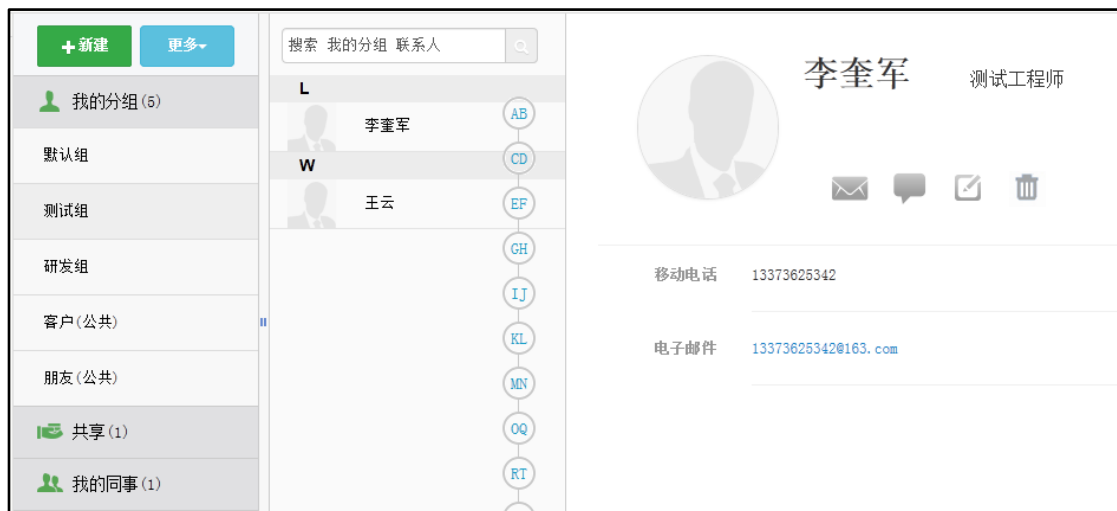 +新建
更多
我的分组(5)
默认组
测试组
研发组
客户(公共)
朋友(公共)
共享(1)
我的同事(1)
搜索 我的分组 联系人
L
李奎军
W
王云
AB
CD
EF
GH
IJ
KL
MN
OQ
RT
李奎军
测试工程师
移动电话 13373625342
电子邮件 13373625342@163.com